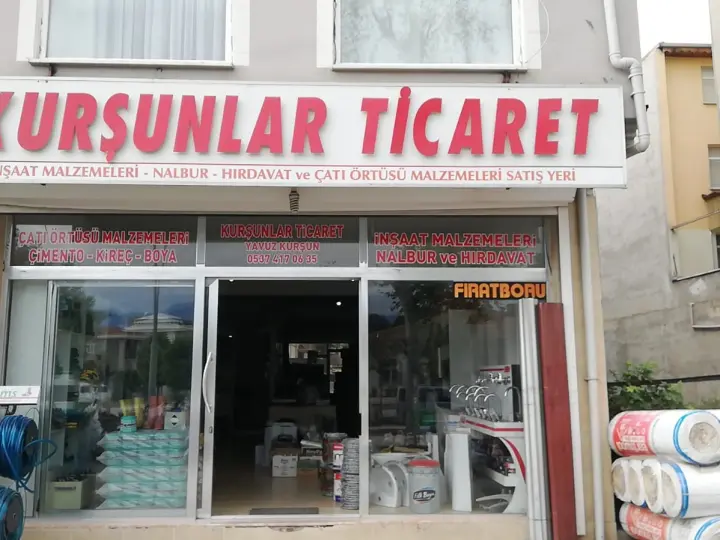 KURŞUNLAR TİCARET
İNŞAAT MALZEMELERİ - NALBUR - HIRDAVAT ve ÇATI ÖRTÜSÜ MALZEMELERİ SATIŞ YERİ
ÇATI ÖRTÜSÜ MALZEMELERİ
ÇİMENTO - KİREÇ - BOYA
KURŞUNLAR TİCARET
YAVUZ KURŞUN
0537 417 06 35
İNŞAAT MALZEMELERİ
NALBUR ve HIRDAVAT
FIRATBORU